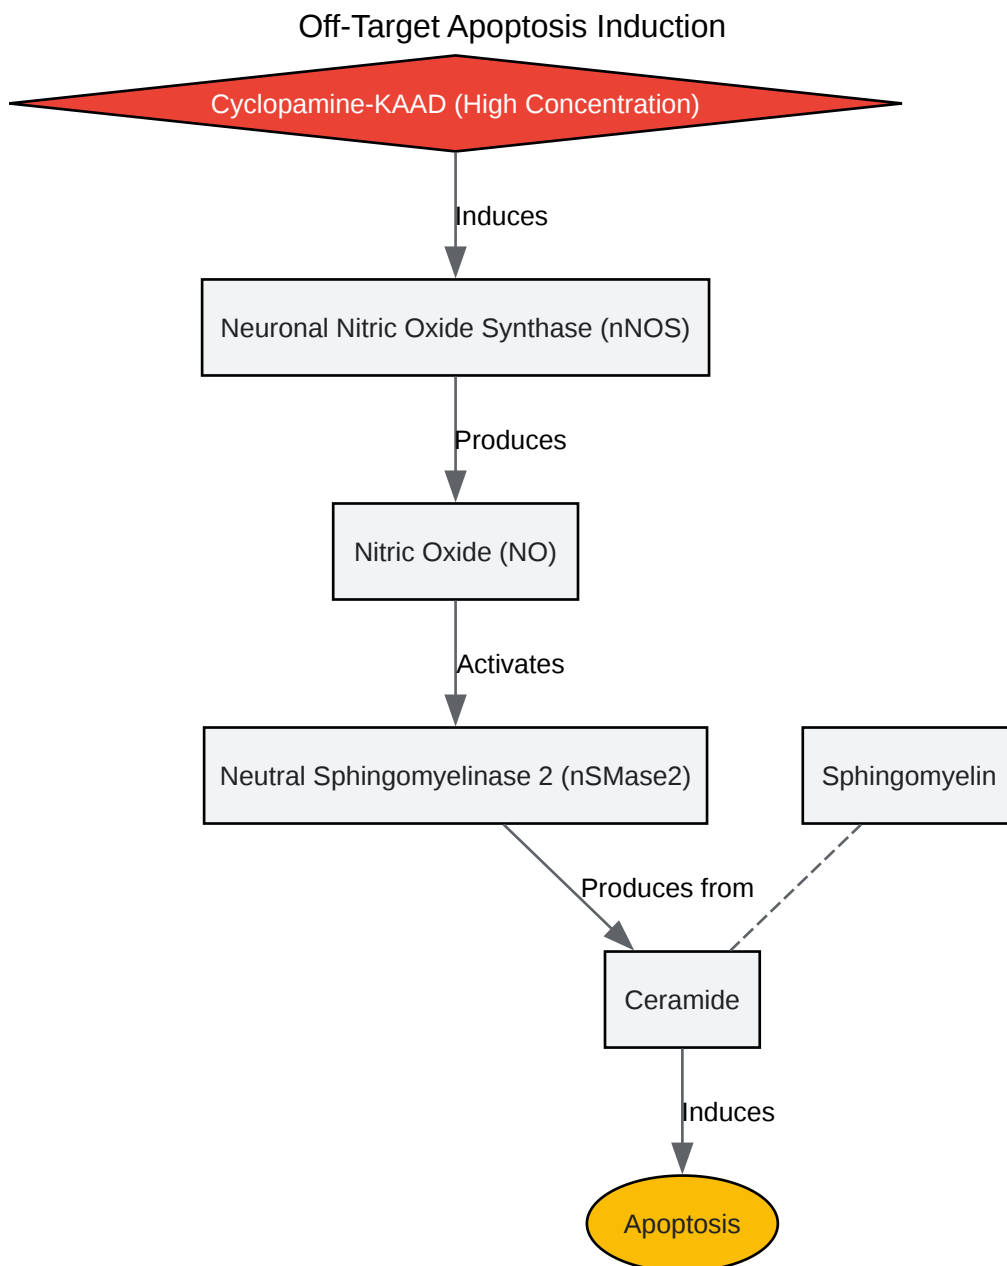 Off-Target Apoptosis Induction
Cyclopamine-KAAD (High Concentration)
Induces
Neuronal Nitric Oxide Synthase (nNOS)
Produces
Nitric Oxide (NO)
Activates
Neutral Sphingomyelinase 2 (nSMase2)
Sphingomyelin
Produces from
Ceramide
Induces
Apoptosis